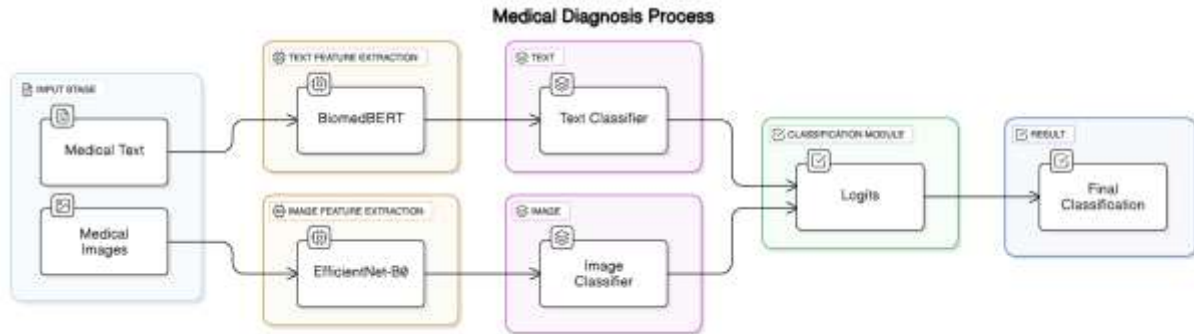 Medical Diagnosis Process
INPUT STAGE
Medical Text
Medical
Images
TEXT FEATURE EXTRACTION
BiomedBERT
IMAGE FEATURE EXTRACTION
EfficientNet-B0
TEXT
Text Classifier
IMAGE
Image
Classifier
CLASSIFICATION MODULE
Logits
RESULT
Final
Classification